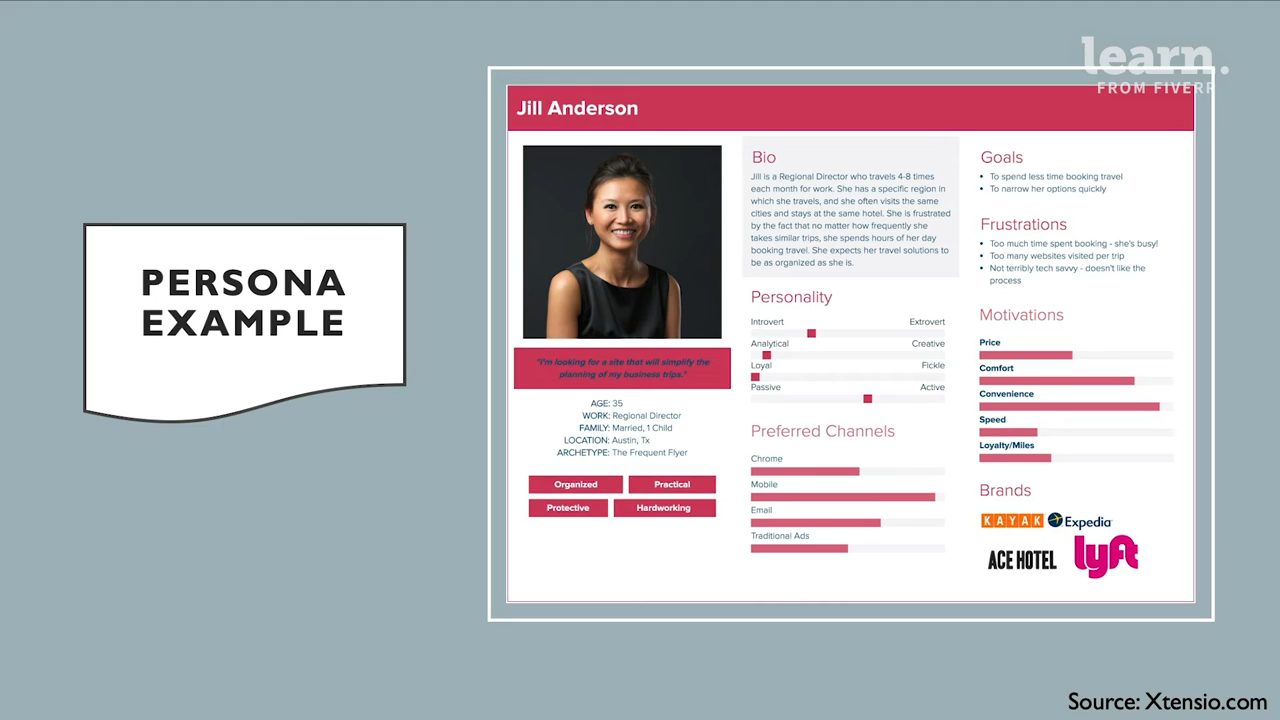 learn.
FROM FIVERR
PERSONA
EXAMPLE
Jill Anderson
"I'm looking for a site that will simplify the
planning of my business trips."
AGE: 35
WORK: Regional Director
FAMILY: Married, 1 Child
LOCATION: Austin, Tx
ARCHETYPE: The Frequent Flyer
Organized
Practical
Protective
Hardworking
Bio
Jill is a Regional Director who travels 4-8 times
each month for work. She has a specific region in
which she travels, and she often visits the same
cities and stays at the same hotel. She is frustrated
by the fact that no matter how frequently she
takes similar trips, she spends hours of her day
booking travel. She expects her travel solutions to
be as organized as she is.
Personality
Introvert Extrovert
Analytical Creative
Loyal Fickle
Passive Active
Preferred Channels
Chrome
Mobile
Email
Traditional Ads
Goals
• To spend less time booking travel
• To narrow her options quickly
Frustrations
• Too much time spent booking - she's busy!
• Too many websites visited per trip
• Not terribly tech savvy - doesn't like the
process
Motivations
Price
Comfort
Convenience
Speed
Loyalty/Miles
Brands
KAYAK Expedia
ACE HOTEL lyft
Source: Xtensio.com